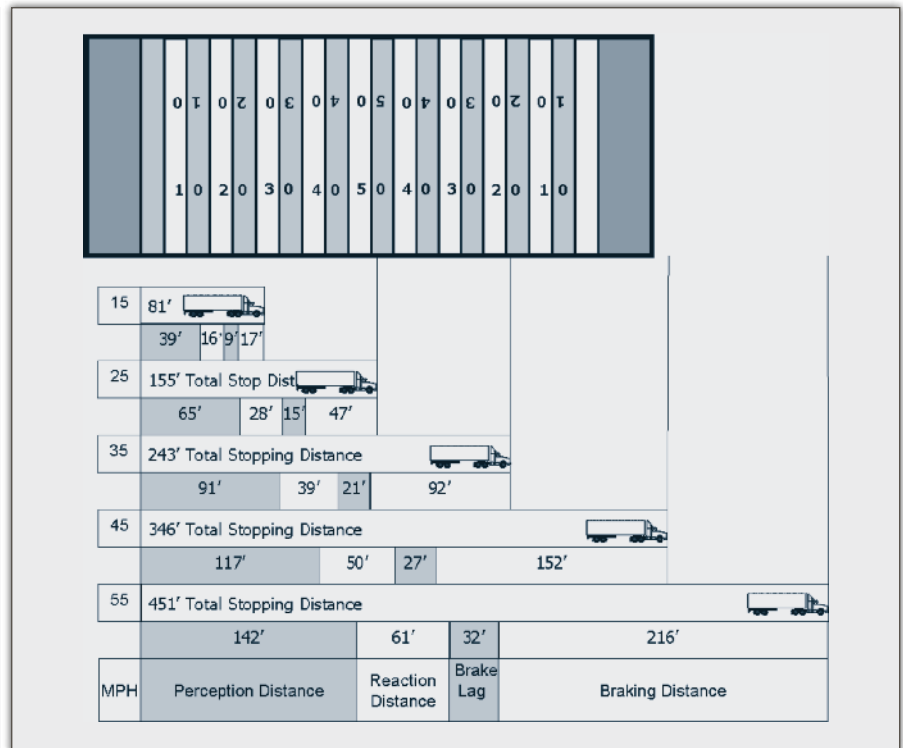 0 1 0 2 0 3 0 4 0 5 0 4 0 3 0 2 0 1
1 0 2 0 3 0 4 0 5 0 4 0 3 0 2 0 1 0
15 81'
39' 16' 9' 17'
25 155' Total Stop Dist
65' 28' 15' 47'
35 243' Total Stopping Distance
91' 39' 21' 92'
45 346' Total Stopping Distance
117' 50' 27' 152'
55 451' Total Stopping Distance
142' 61' 32' 216'
MPH Perception Distance Reaction Distance Brake Lag Braking Distance